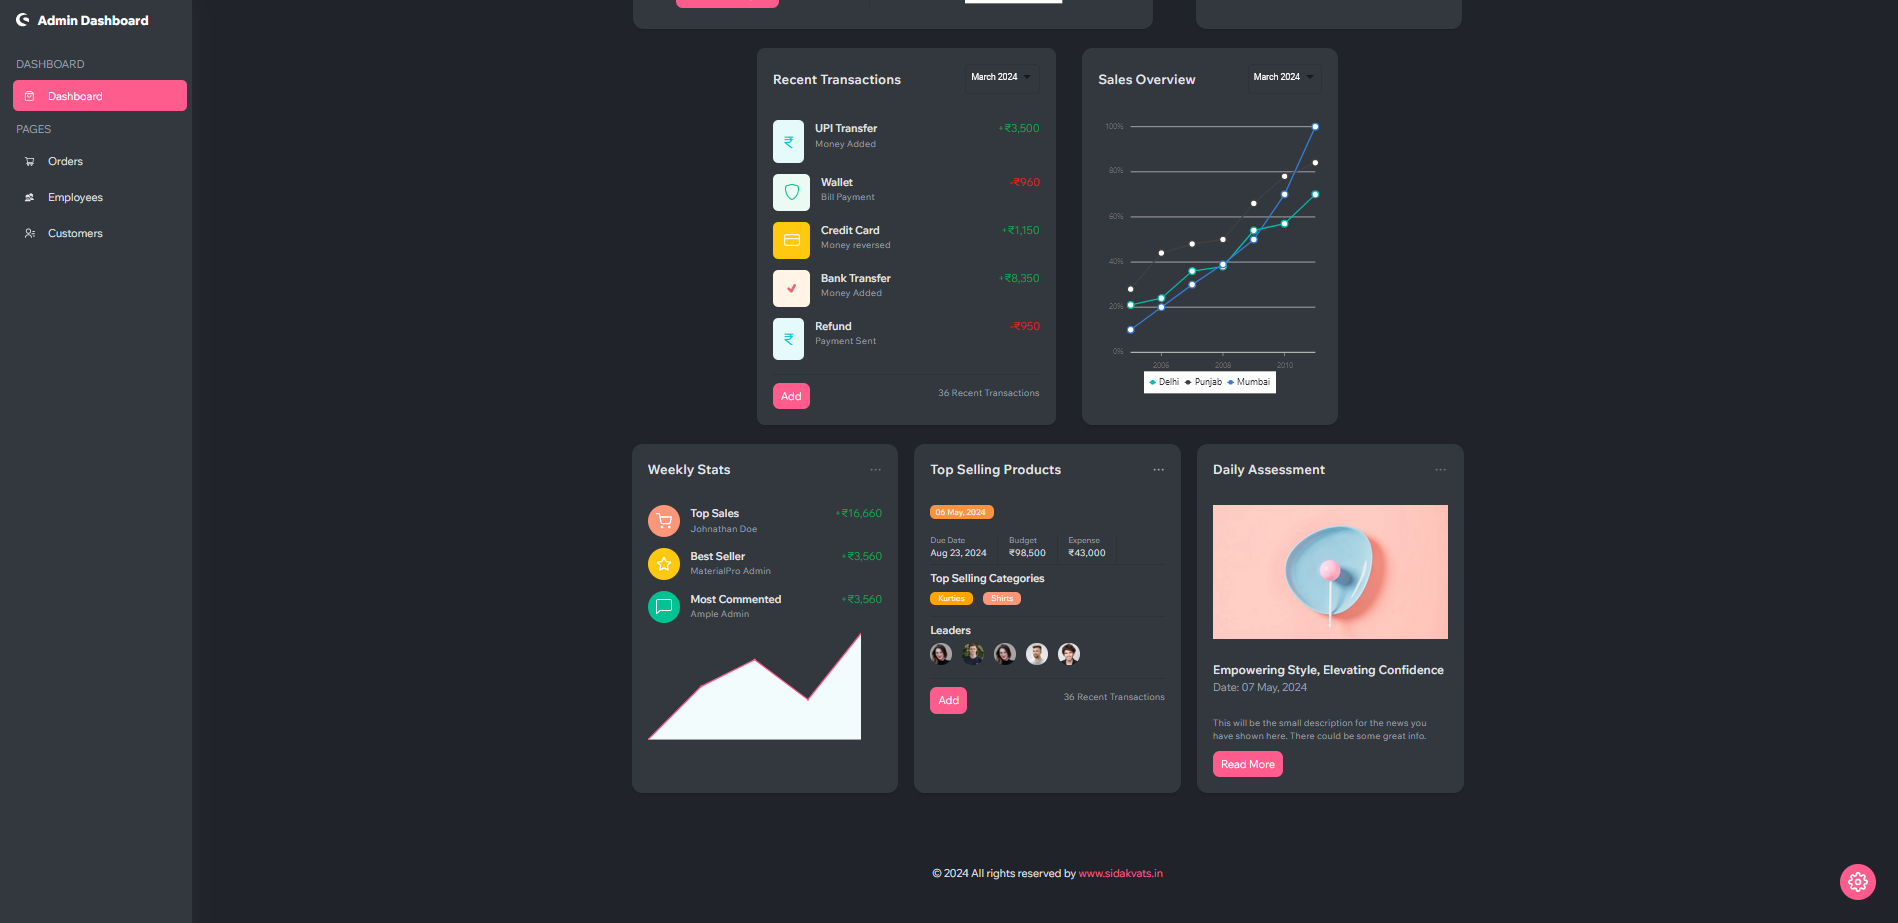 Admin Dashboard
DASHBOARD
Dashboard
PAGES
Orders
Employees
Customers
Recent Transactions
March 2024
UPI Transfer
+₹3,500
Money Added
Wallet
-₹960
Bill Payment
Credit Card
+₹1,150
Money reversed
Bank Transfer
+₹8,350
Money Added
Refund
-₹950
Payment Sent
Add
36 Recent Transactions
Sales Overview
March 2024
100%
80%
60%
40%
20%
0%
2006 2008 2010
Delhi Punjab Mumbai
Weekly Stats
Top Sales
+₹16,660
Johnathan Doe
Best Seller
+₹3,560
MaterialPro Admin
Most Commented
+₹3,560
Ample Admin
Top Selling Products
06 May, 2024
Due Date Budget Expense
Aug 23, 2024 ₹98,500 ₹43,000
Top Selling Categories
Kurties Shirts
Leaders
Add
36 Recent Transactions
Daily Assessment
Empowering Style, Elevating Confidence
Date: 07 May, 2024
This will be the small description for the news you
have shown here. There could be some great info.
Read More
© 2024 All rights reserved by www.sidakvats.in